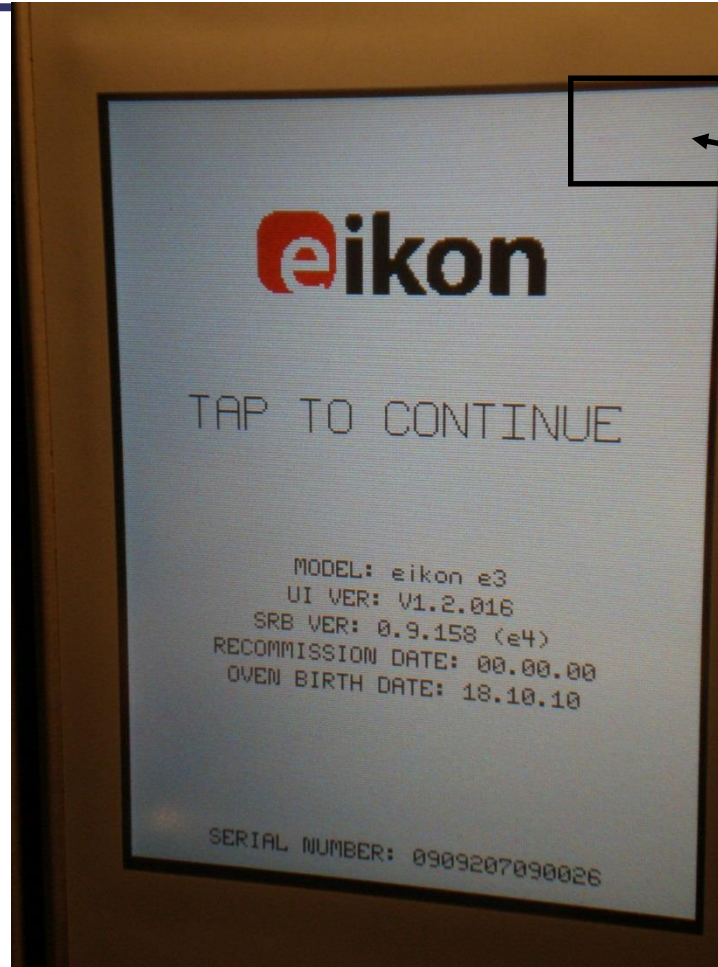 eikon
TAP TO CONTINUE
MODEL: eikon e3
UI VER: V1.2.016
SRB VER: 0.9.158 (e4)
RECOMMISSION DATE: 00.00.00
OVEN BIRTH DATE: 18.10.10
SERIAL NUMBER: 0909207090026